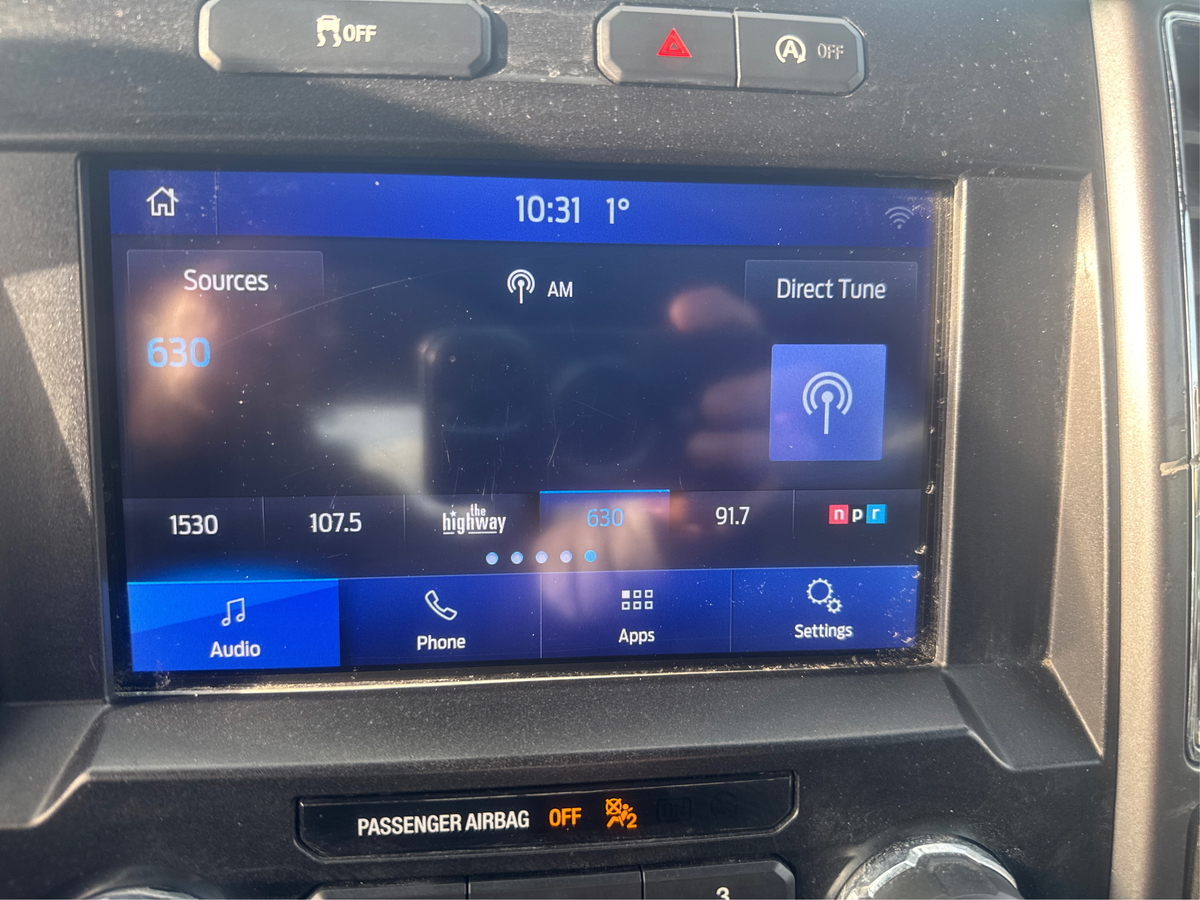 OFF
A OFF
10:31 1°
Sources
AM
Direct Tune
630
1530 107.5 the highway 630 91.7 npr
Audio Phone Apps Settings
PASSENGER AIRBAG OFF 2
3